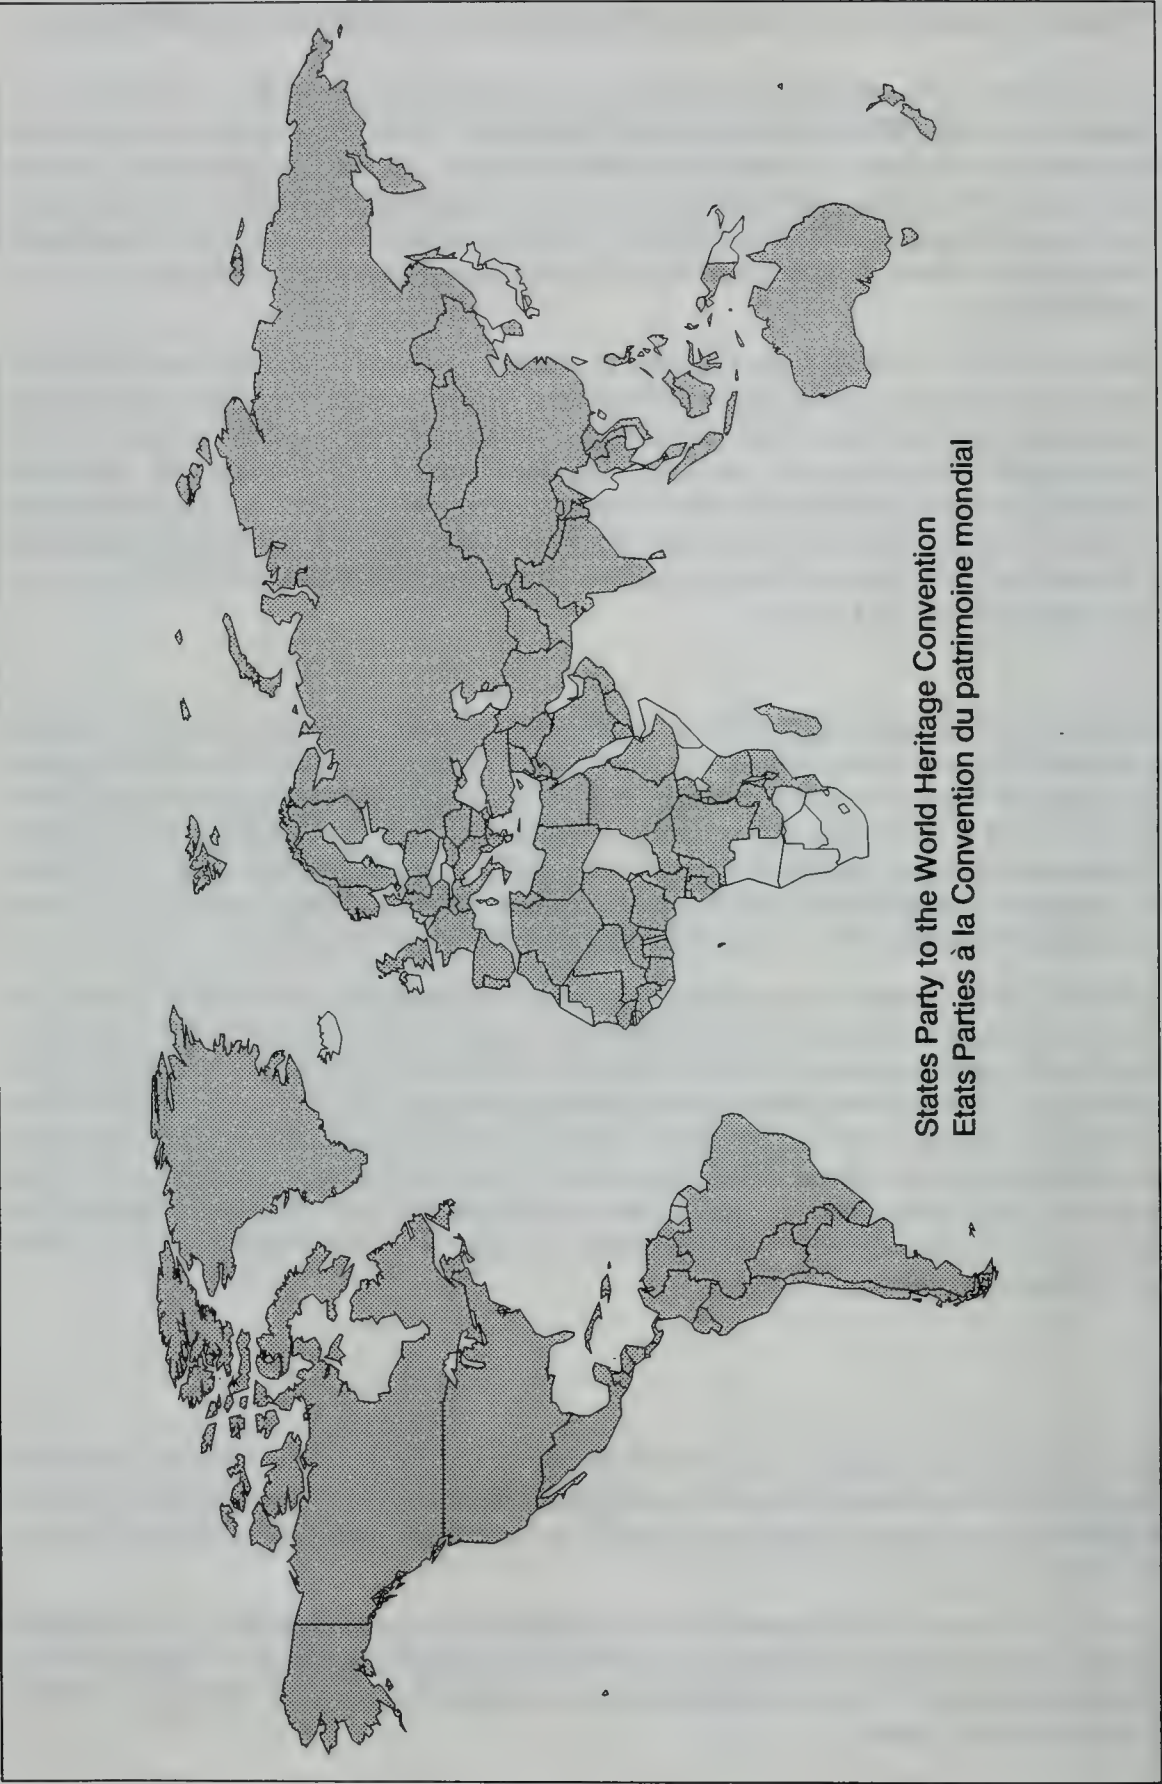 States Party to the World Heritage Convention
Etats Parties à la Convention du patrimoine mondial